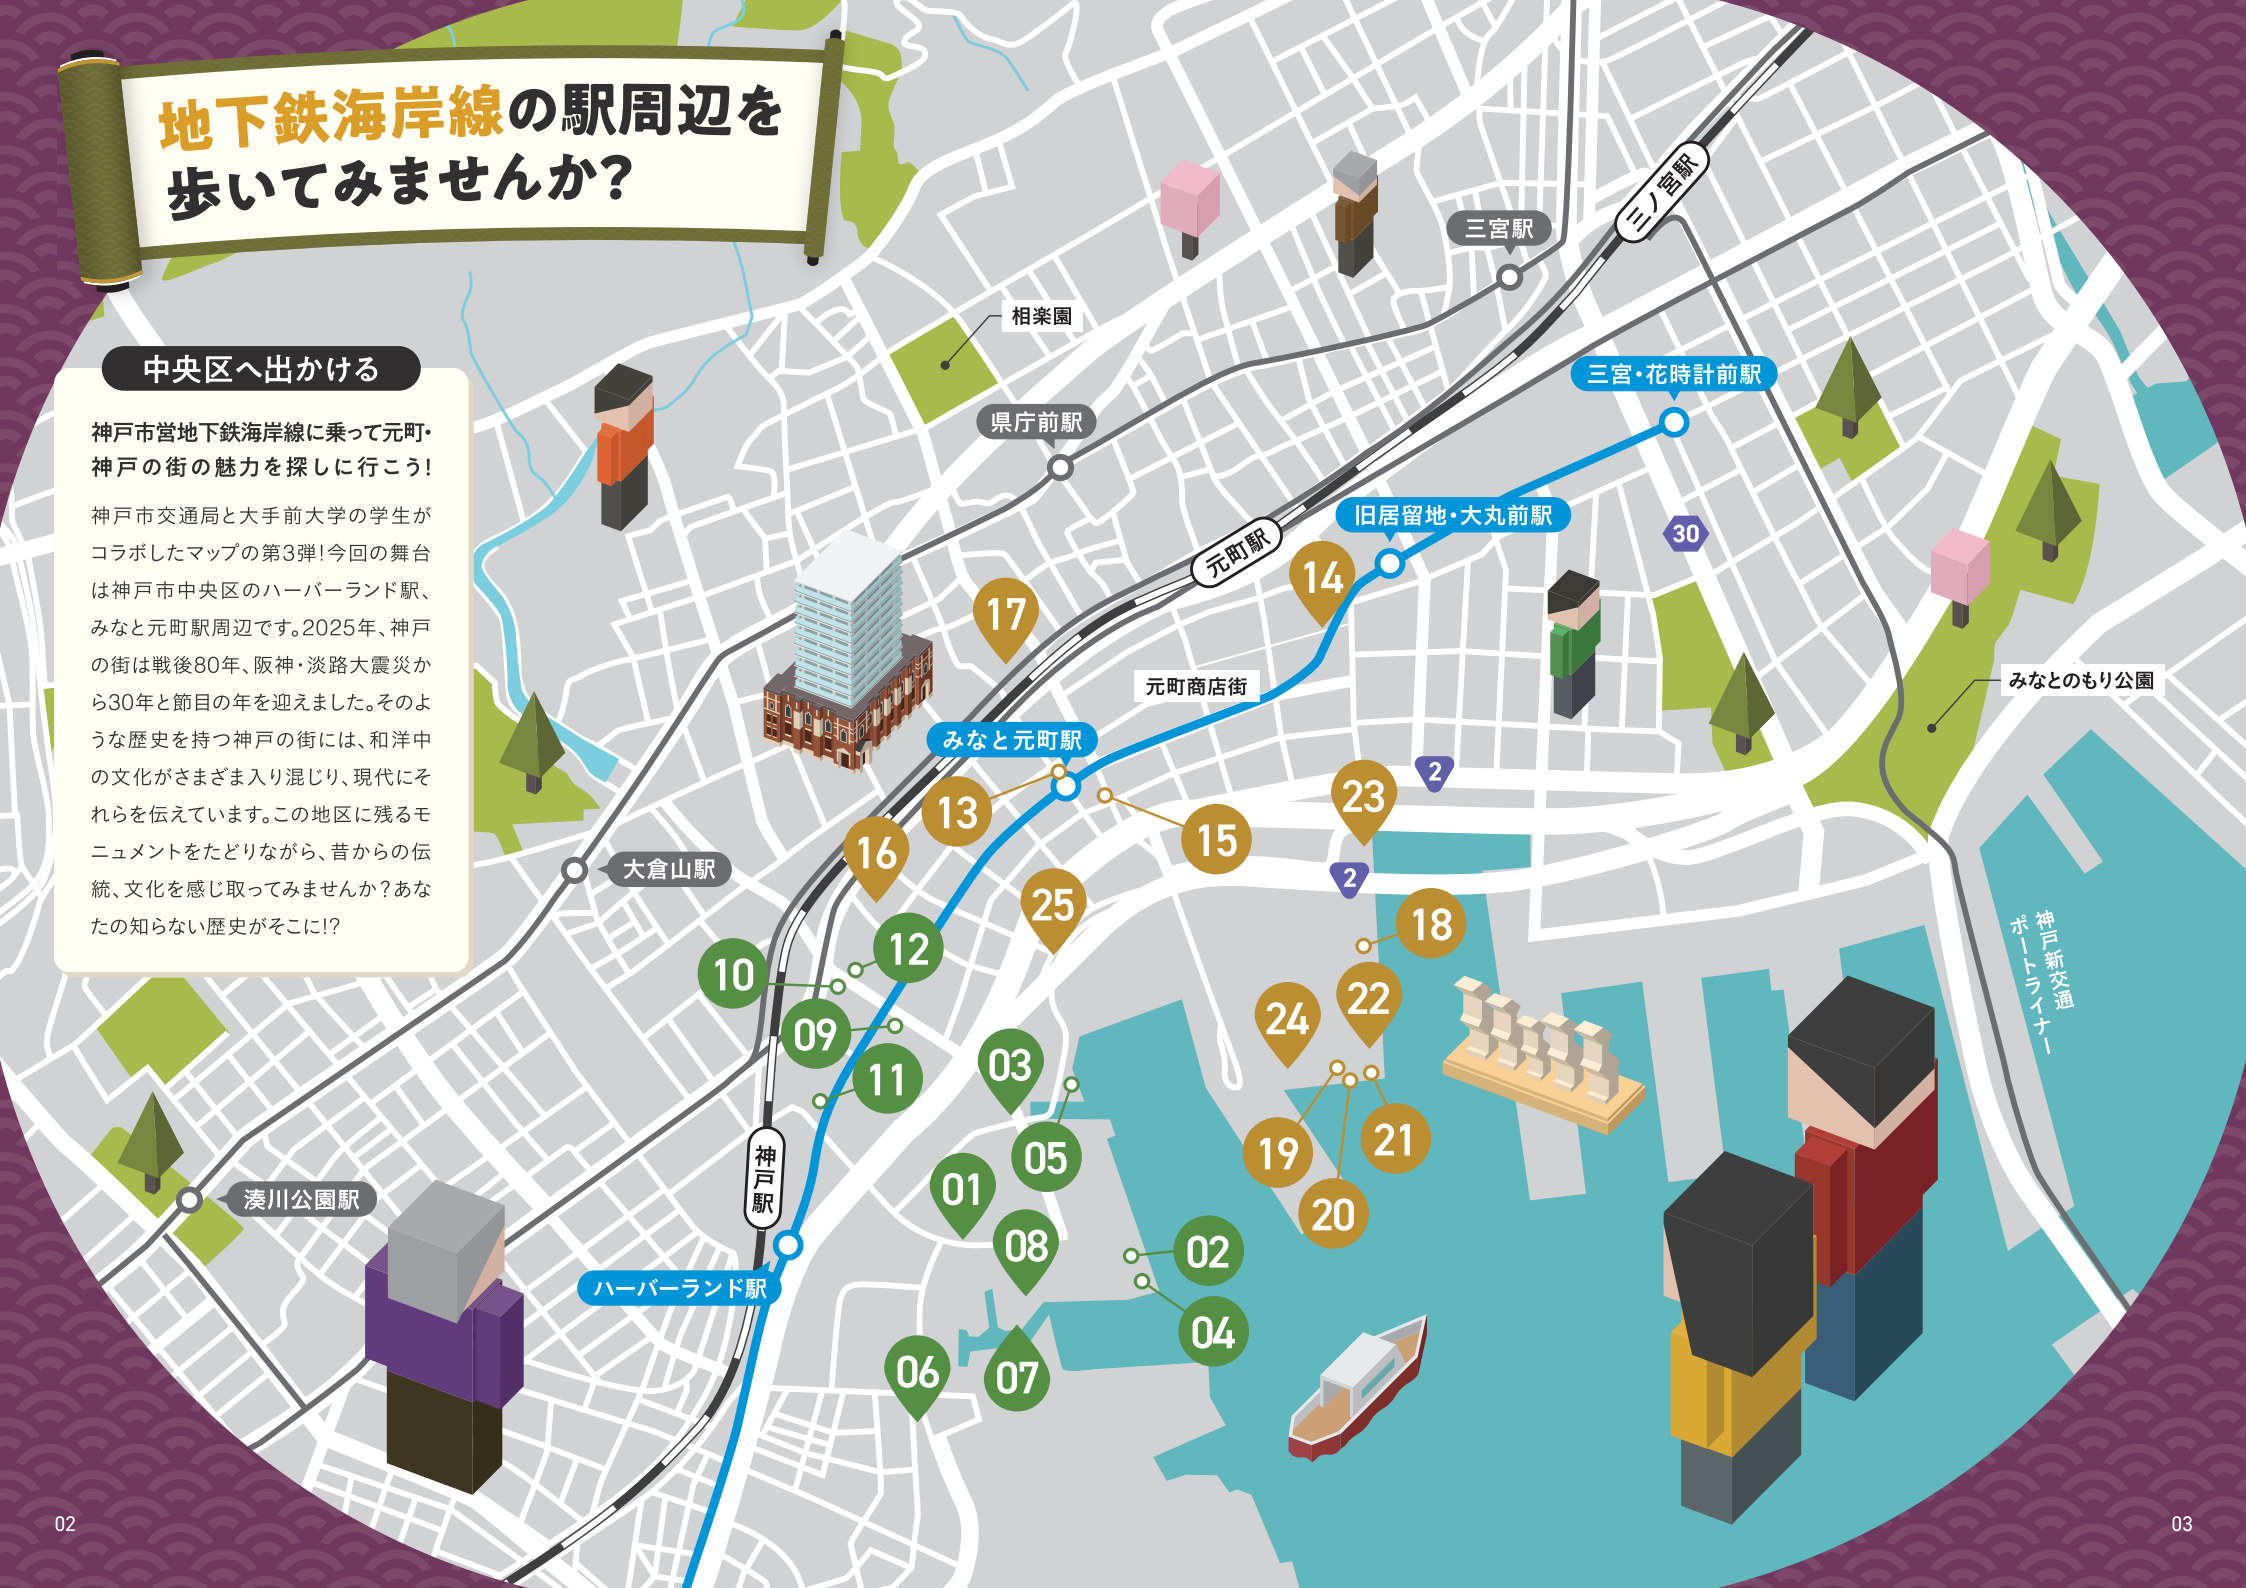 地下鉄海岸線の駅周辺を
歩いてみませんか?
中央区へ出かける
神戸市営地下鉄海岸線に乗って元町・
神戸の街の魅力を探しに行こう!
神戸市交通局と大手前大学の学生が
コラボしたマップの第3弾!今回の舞台
は神戸市中央区のハーバーランド駅、
みなと元町駅周辺です。2025年、神戸
の街は戦後80年、阪神・淡路大震災か
ら30年と節目の年を迎えました。そのよ
うな歴史を持つ神戸の街には、和洋中
の文化がさまざま入り混じり、現代にそ
れらを伝えています。この地区に残るモ
ニュメントをたどりながら、昔からの伝
統、文化を感じ取ってみませんか?あな
たの知らない歴史がそこに!?
三ノ宮駅
三宮駅
相楽園
三宮・花時計前駅
県庁前駅
旧居留地・大丸前駅
30
元町駅
14
17
元町商店街
みなとのもり公園
みなと元町駅
2
23
13
15
16
大倉山駅
2
25
18
12
10
神戸新交通
ポートライナー
22
24
09
03
11
21
19
05
神戸駅
01
湊川公園駅
20
08
02
ハーバーランド駅
04
06
07
02
03